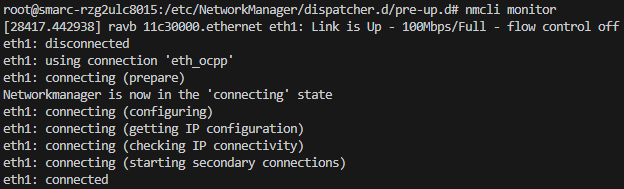 root@smarc-rzg2ulc8015:/etc/NetworkManager/dispatcher.d/pre-up.d# nmcli monitor
[28417.442938] ravb 11c30000.ethernet eth1: Link is Up - 100Mbps/Full - flow control off
eth1: disconnected
eth1: using connection 'eth_ocpp'
eth1: connecting (prepare)
Networkmanager is now in the 'connecting' state
eth1: connecting (configuring)
eth1: connecting (getting IP configuration)
eth1: connecting (checking IP connectivity)
eth1: connecting (starting secondary connections)
eth1: connected